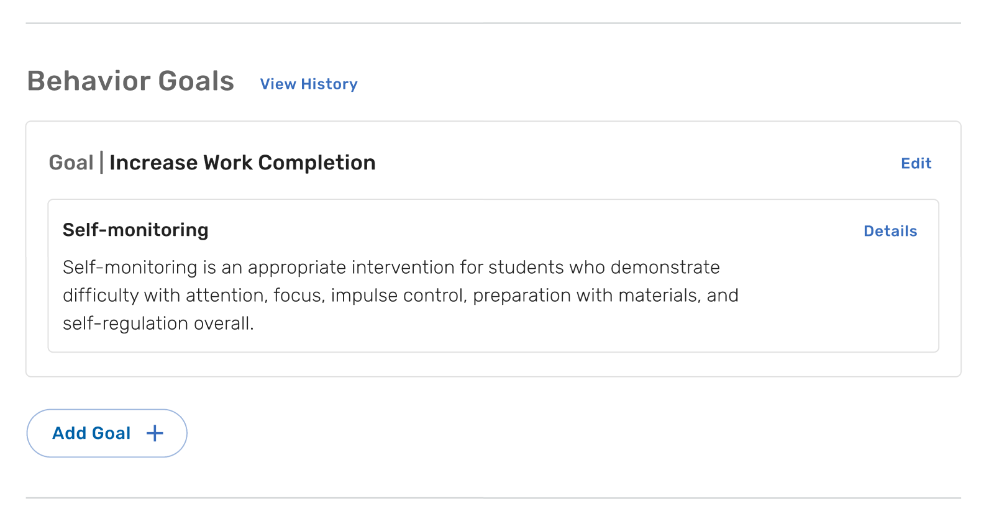 Behavior Goals View History
Goal | Increase Work Completion Edit
Self-monitoring Details
Self-monitoring is an appropriate intervention for students who demonstrate
difficulty with attention, focus, impulse control, preparation with materials, and
self-regulation overall.
Add Goal +